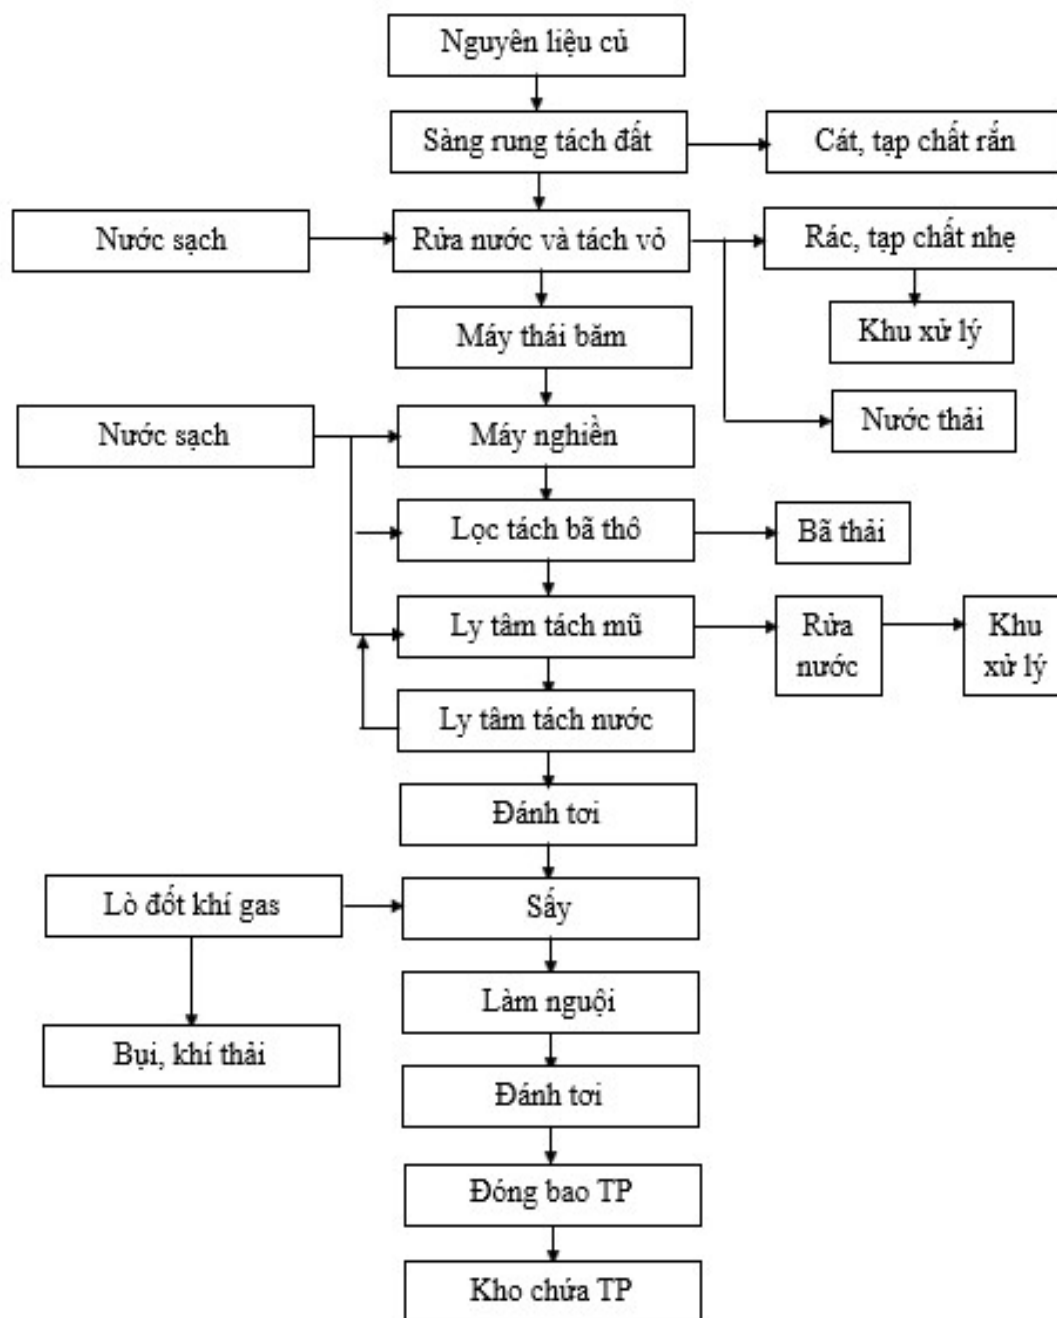 Nguyên liệu củ
Sàng rung tách đất
Cát, tạp chất rắn
Nước sạch
Rửa nước và tách vỏ
Rác, tạp chất nhẹ
Máy thái băm
Khu xử lý
Nước sạch
Máy nghiền
Nước thải
Lọc tách bã thô
Bã thải
Ly tâm tách mũ
Rửa
nước
Khu
xử lý
Ly tâm tách nước
Đánh tơi
Lò đốt khí gas
Sấy
Làm nguội
Bụi, khí thải
Đánh tơi
Đóng bao TP
Kho chứa TP